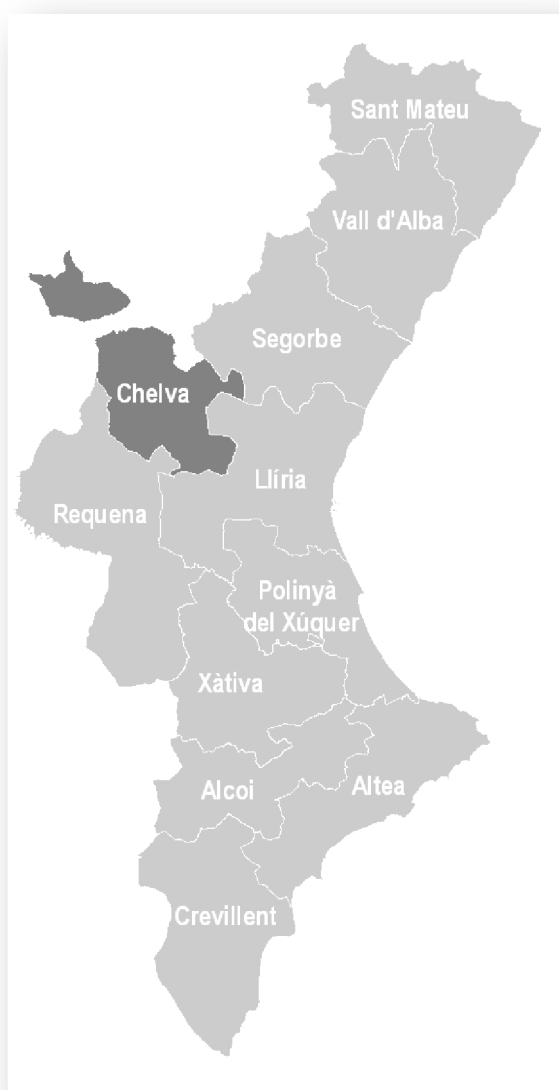 Sant Mateu
Vall d'Alba
Segorbe
Chelva
Llíria
Requena
Polinyà
del Xúquer
Xàtiva
Alcoi
Altea
Crevillent